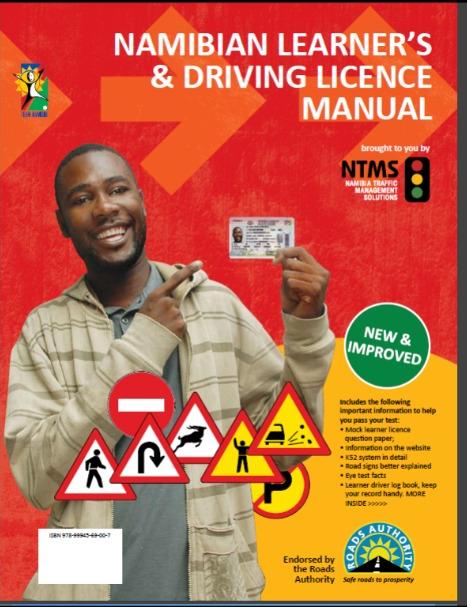 NAMIBIAN LEARNER'S
& DRIVING LICENCE
MANUAL
brought to you by
NTMS
NAMIBIA TRAFFIC
MANAGEMENT
SOLUTIONS
NEW &
IMPROVED
Includes the following
important information to help
you pass your test:
• Mock learner licence
question paper;
• Information on the website
• K52 system in detail
• Road signs better explained
• Eye test facts
• Learner driver log book, keep
your record handy. MORE
INSIDE >>>>>
P
ISBN 978-99945-69-00-7
Endorsed by
the Roads
Authority
ROADS AUTHORITY
Safe roads to prosperity